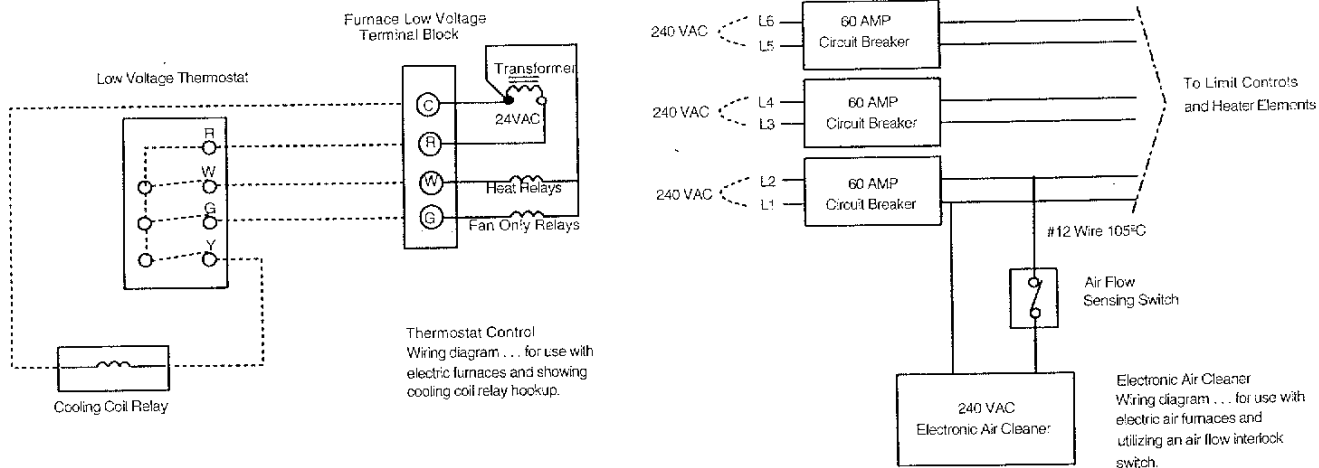 Furnace Low Voltage
Terminal Block
Low Voltage Thermostat
Transformer
24VAC
C
R
W
G
Heat Relays
Fan Only Relays
R
W
G
Y
Cooling Coil Relay
Thermostat Control
Wiring diagram . . . for use with
electric furnaces and showing
cooling coil relay hookup.
240 VAC
L6
L5
60 AMP
Circuit Breaker
240 VAC
L4
L3
60 AMP
Circuit Breaker
240 VAC
L2
L1
60 AMP
Circuit Breaker
To Limit Controls
and Heater Elements
#12 Wire 105°C
Air Flow
Sensing Switch
240 VAC
Electronic Air Cleaner
Electronic Air Cleaner
Wiring diagram . . . for use with
electric air furnaces and
utilizing an air flow interlock
switch.